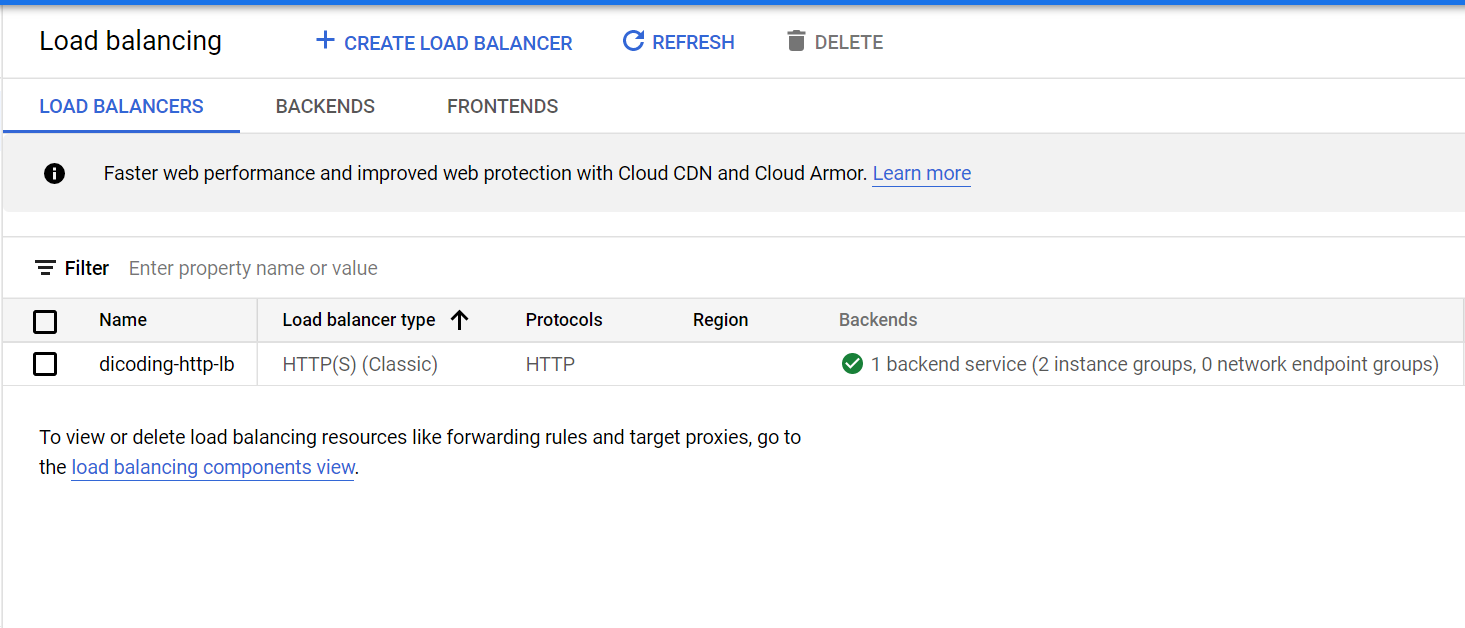 Load balancing CREATE LOAD BALANCER REFRESH DELETE
LOAD BALANCERS BACKENDS FRONTENDS
Faster web performance and improved web protection with Cloud CDN and Cloud Armor. Learn more
Filter Enter property name or value
Name Load balancer type Protocols Region Backends
dicoding-http-lb HTTP(S) (Classic) HTTP 1 backend service (2 instance groups, 0 network endpoint groups)
To view or delete load balancing resources like forwarding rules and target proxies, go to
the load balancing components view.